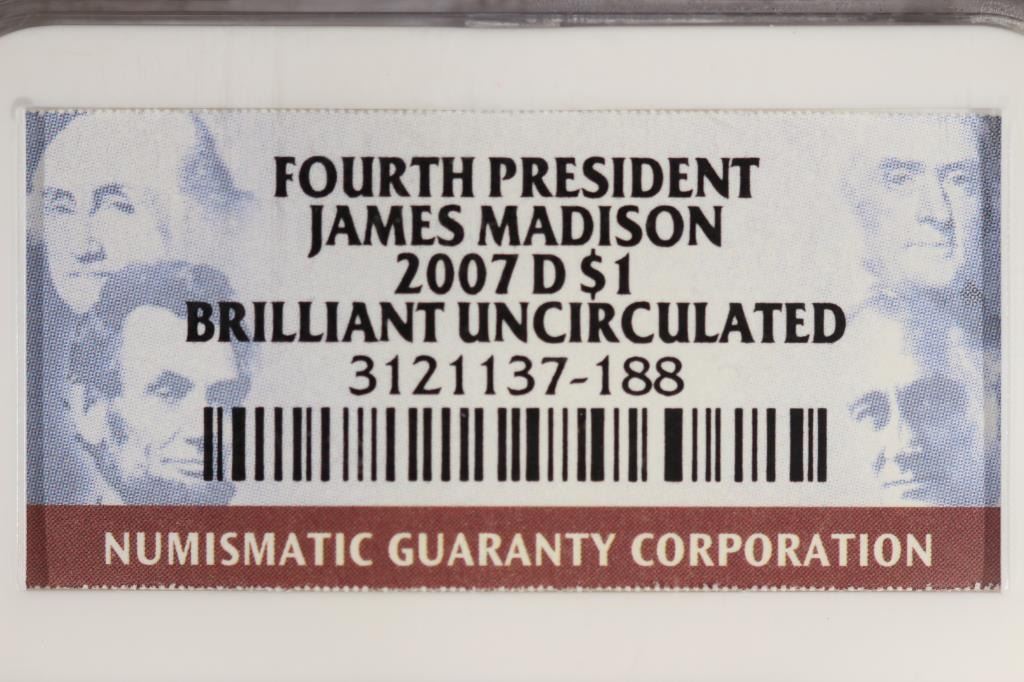 FOURTH PRESIDENT
JAMES MADISON
2007 D $1
BRILLIANT UNCIRCULATED
3121137-188
NUMISMATIC GUARANTY CORPORATION